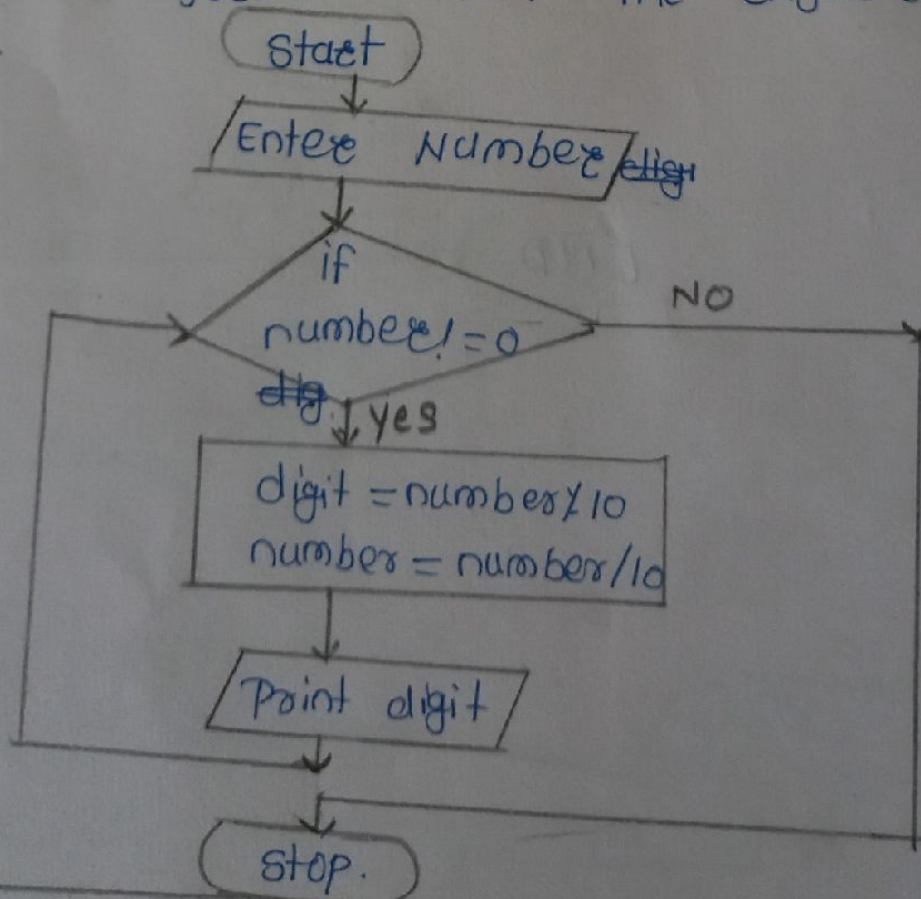 Start
Enter Number
if
number!=0
NO
yes
digit = number%10
number = number/10
Print digit
Stop.